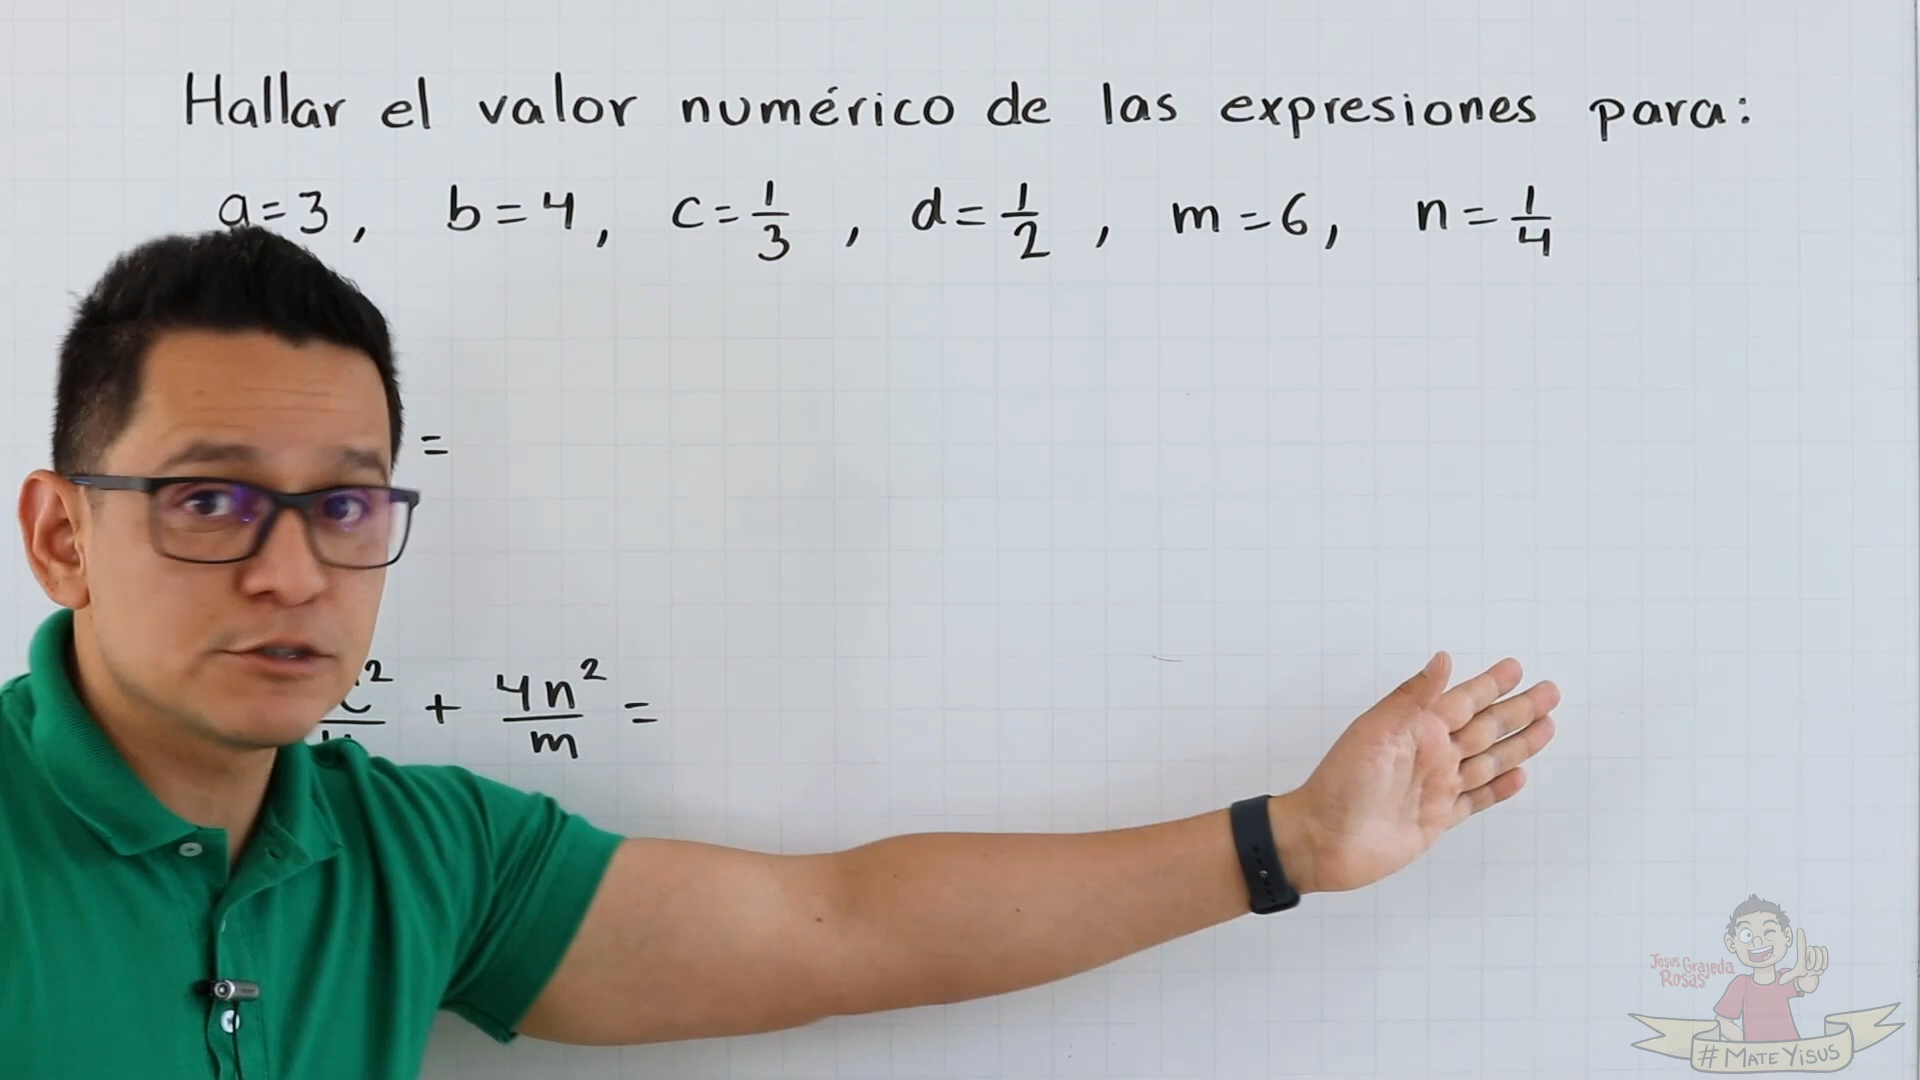 Hallar el valor numérico de las expresiones para:
a=3, b=4, c=1/3, d=1/2, m=6, n=1/4
=
² + 4n²/m =
Jesus Grajeda
Rosas
#MATEYISUS